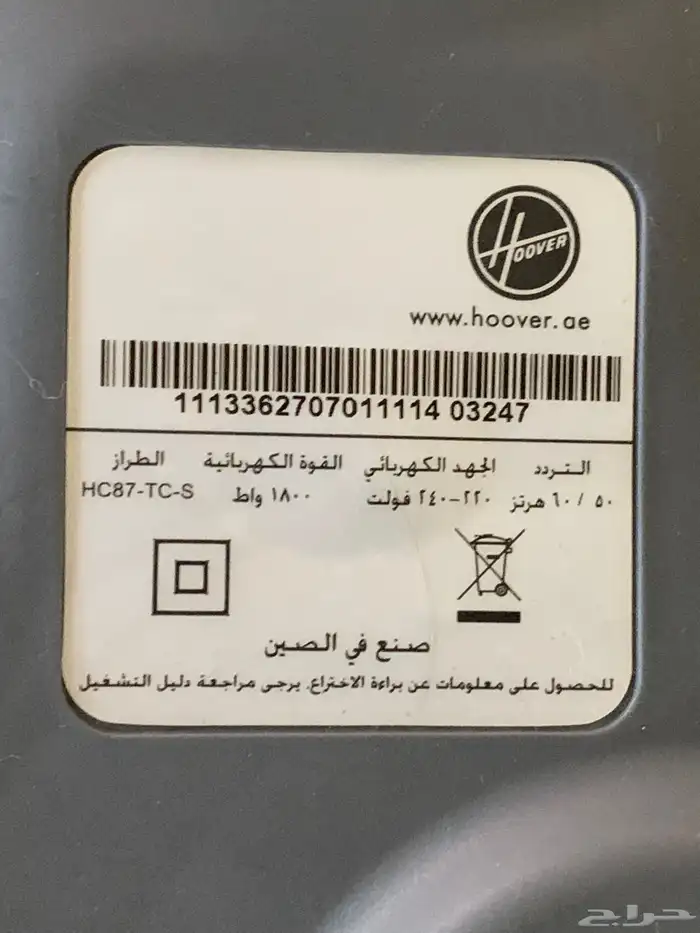 HOOVER
www.hoover.ae
1113362707011114 03247
التردد الجهد الكهربائي القوة الكهربائية الطراز
٥٠ / ٦٠ هرتز ٢٢٠-٢٤٠ فولت ١٨٠٠ واط HC87-TC-S
صنع في الصين
للحصول على معلومات عن براءة الاختراع، يرجى مراجعة دليل التشغيل
حراج